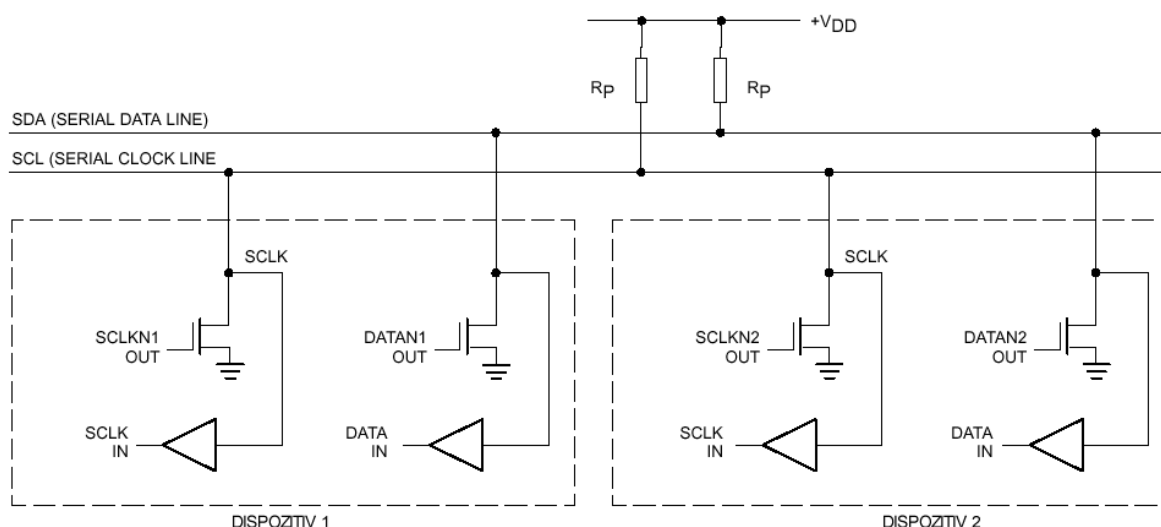 +VDD
RP
RP
SDA (SERIAL DATA LINE)
SCL (SERIAL CLOCK LINE
SCLK
SCLK
SCLKN1
OUT
DATAN1
OUT
SCLKN2
OUT
DATAN2
OUT
SCLK
IN
DATA
IN
SCLK
IN
DATA
IN
DISPOZITIV 1
DISPOZITIV 2